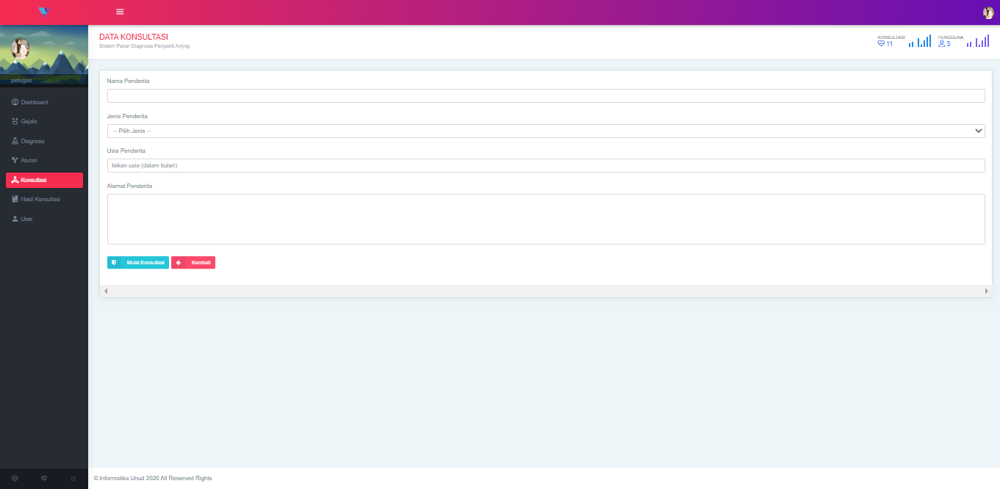 DATA KONSULTASI
Sistem Pakar Diagnosa Penyakit Anjing
KONSULTASI
11
PENGGUNA
3
petugas
Dashboard
Gejala
Diagnosa
Aturan
Konsultasi
Hasil Konsultasi
User
Nama Penderita
Jenis Penderita
-- Pilih Jenis --
Usia Penderita
Isikan usia (dalam bulan)
Alamat Penderita
Mulai Konsultasi
Kembali
© Informatika Unud 2020 All Reserved Rights